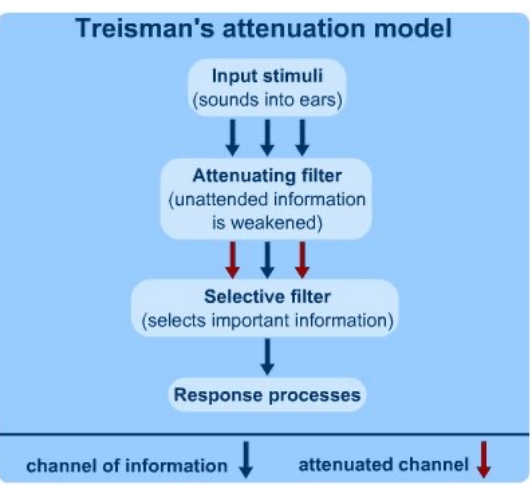 Treisman's attenuation model
Input stimuli
(sounds into ears)
Attenuating filter
(unattended information
is weakened)
Selective filter
(selects important information)
Response processes
channel of information
attenuated channel